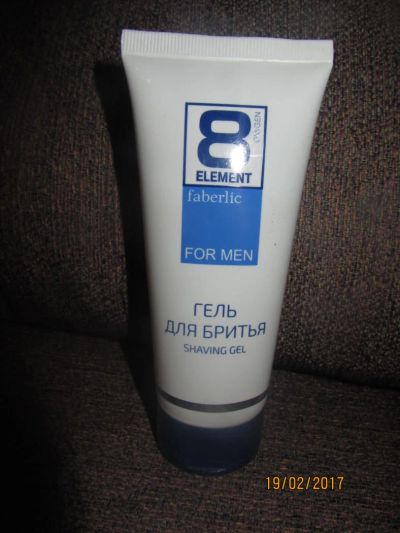 8
OXYGEN
ELEMENT
faberlic
FOR MEN
ГЕЛЬ
ДЛЯ БРИТЬЯ
SHAVING GEL
19/02/2017